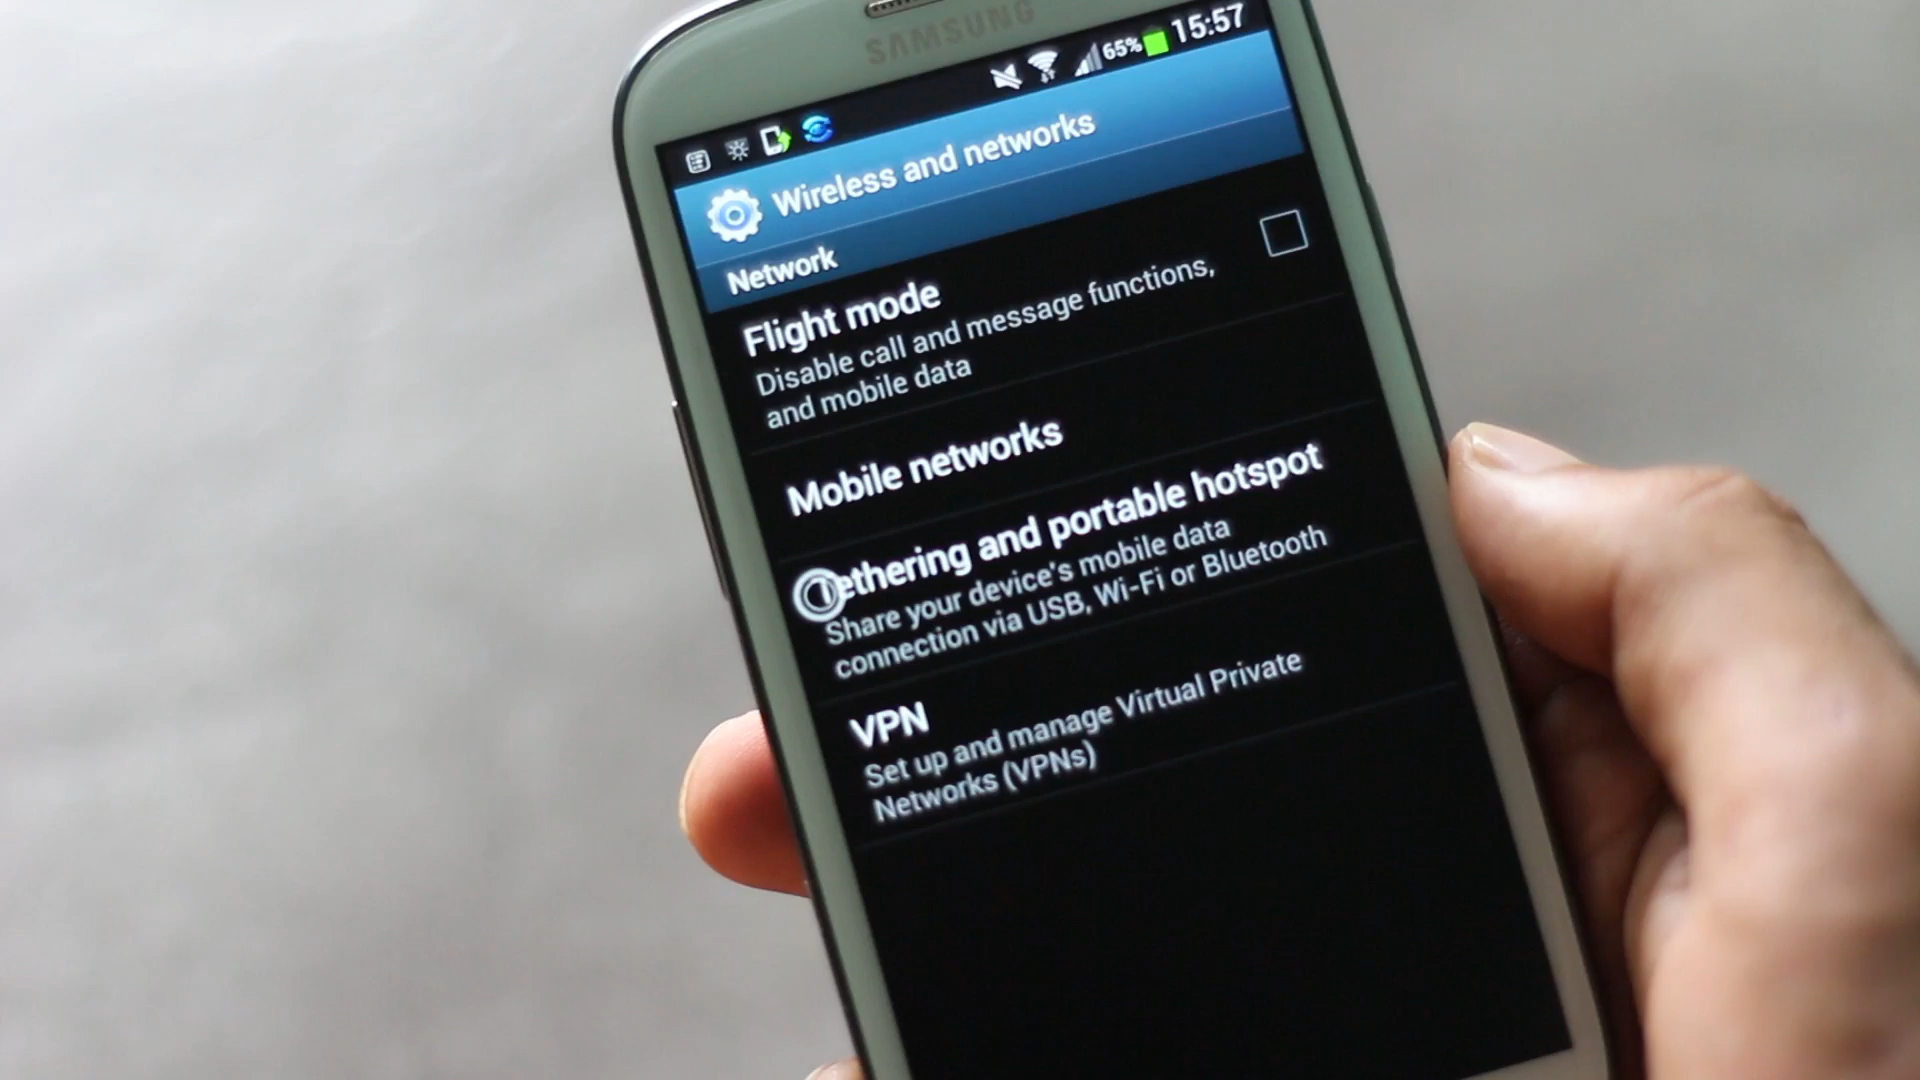 SAMSUNG
65% 15:57
Wireless and networks
Network
Flight mode
Disable call and message functions,
and mobile data
Mobile networks
Tethering and portable hotspot
Share your device's mobile data
connection via USB, Wi-Fi or Bluetooth
VPN
Set up and manage Virtual Private
Networks (VPNs)